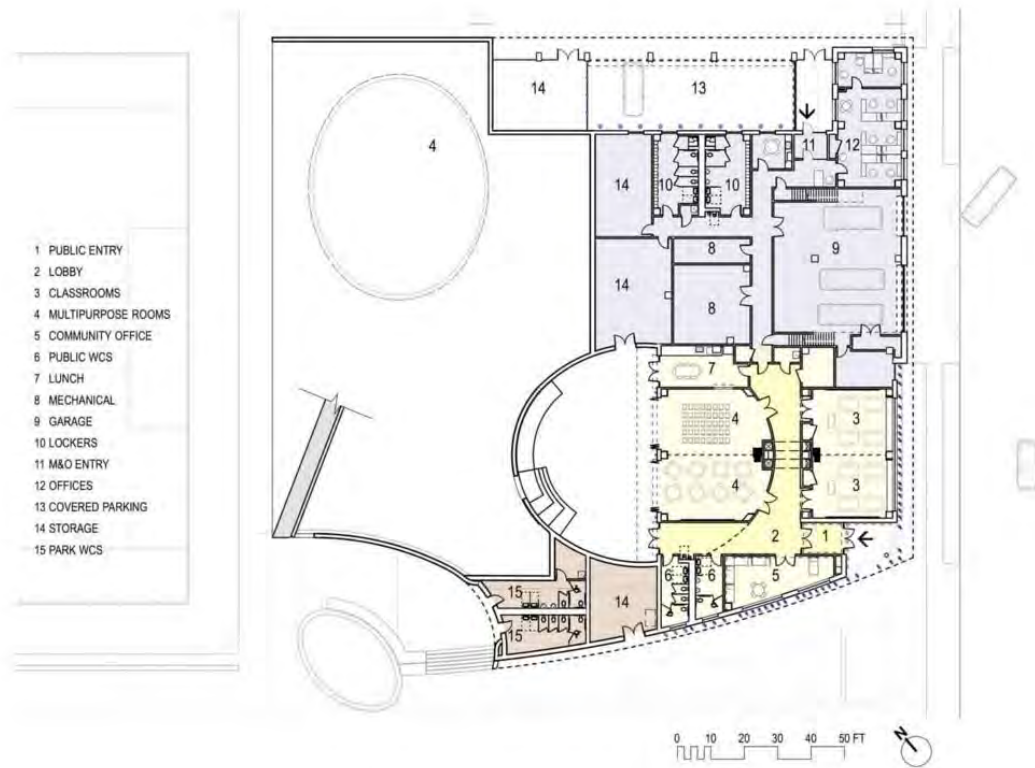 14
13
4
11
12
14
10
10
9
8
14
8
1 PUBLIC ENTRY
2 LOBBY
3 CLASSROOMS
4 MULTIPURPOSE ROOMS
5 COMMUNITY OFFICE
6 PUBLIC WCS
7 LUNCH
8 MECHANICAL
9 GARAGE
10 LOCKERS
11 M&O ENTRY
12 OFFICES
13 COVERED PARKING
14 STORAGE
15 PARK WCS
7
4
3
4
3
2
1
6
6
5
15
14
15
0 10 20 30 40 50 FT
N